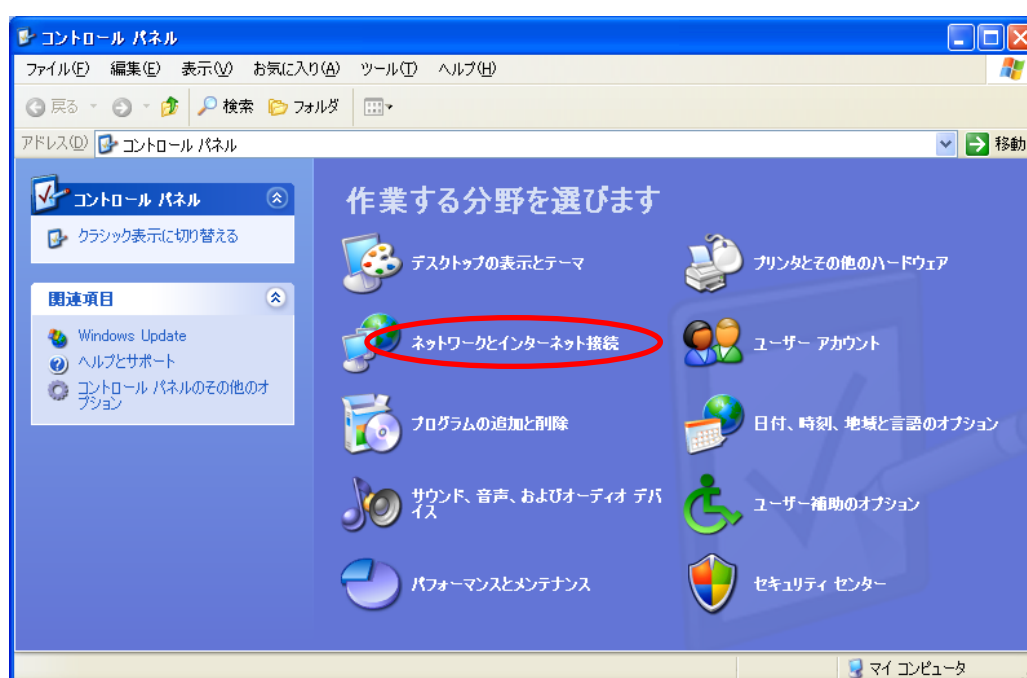 コントロール パネル
ファイル(F) 編集(E) 表示(V) お気に入り(A) ツール(T) ヘルプ(H)
戻る 検索 フォルダ
アドレス(D) コントロール パネル 移動
コントロール パネル
クラシック表示に切り替える
関連項目
Windows Update
ヘルプとサポート
コントロール パネルのその他のオ
プション
作業する分野を選びます
デスクトップの表示とテーマ
プリンタとその他のハードウェア
ネットワークとインターネット接続
ユーザー アカウント
プログラムの追加と削除
日付、時刻、地域と言語のオプション
サウンド、音声、およびオーディオ デバ
イス
ユーザー補助のオプション
パフォーマンスとメンテナンス
セキュリティ センター
マイ コンピュータ